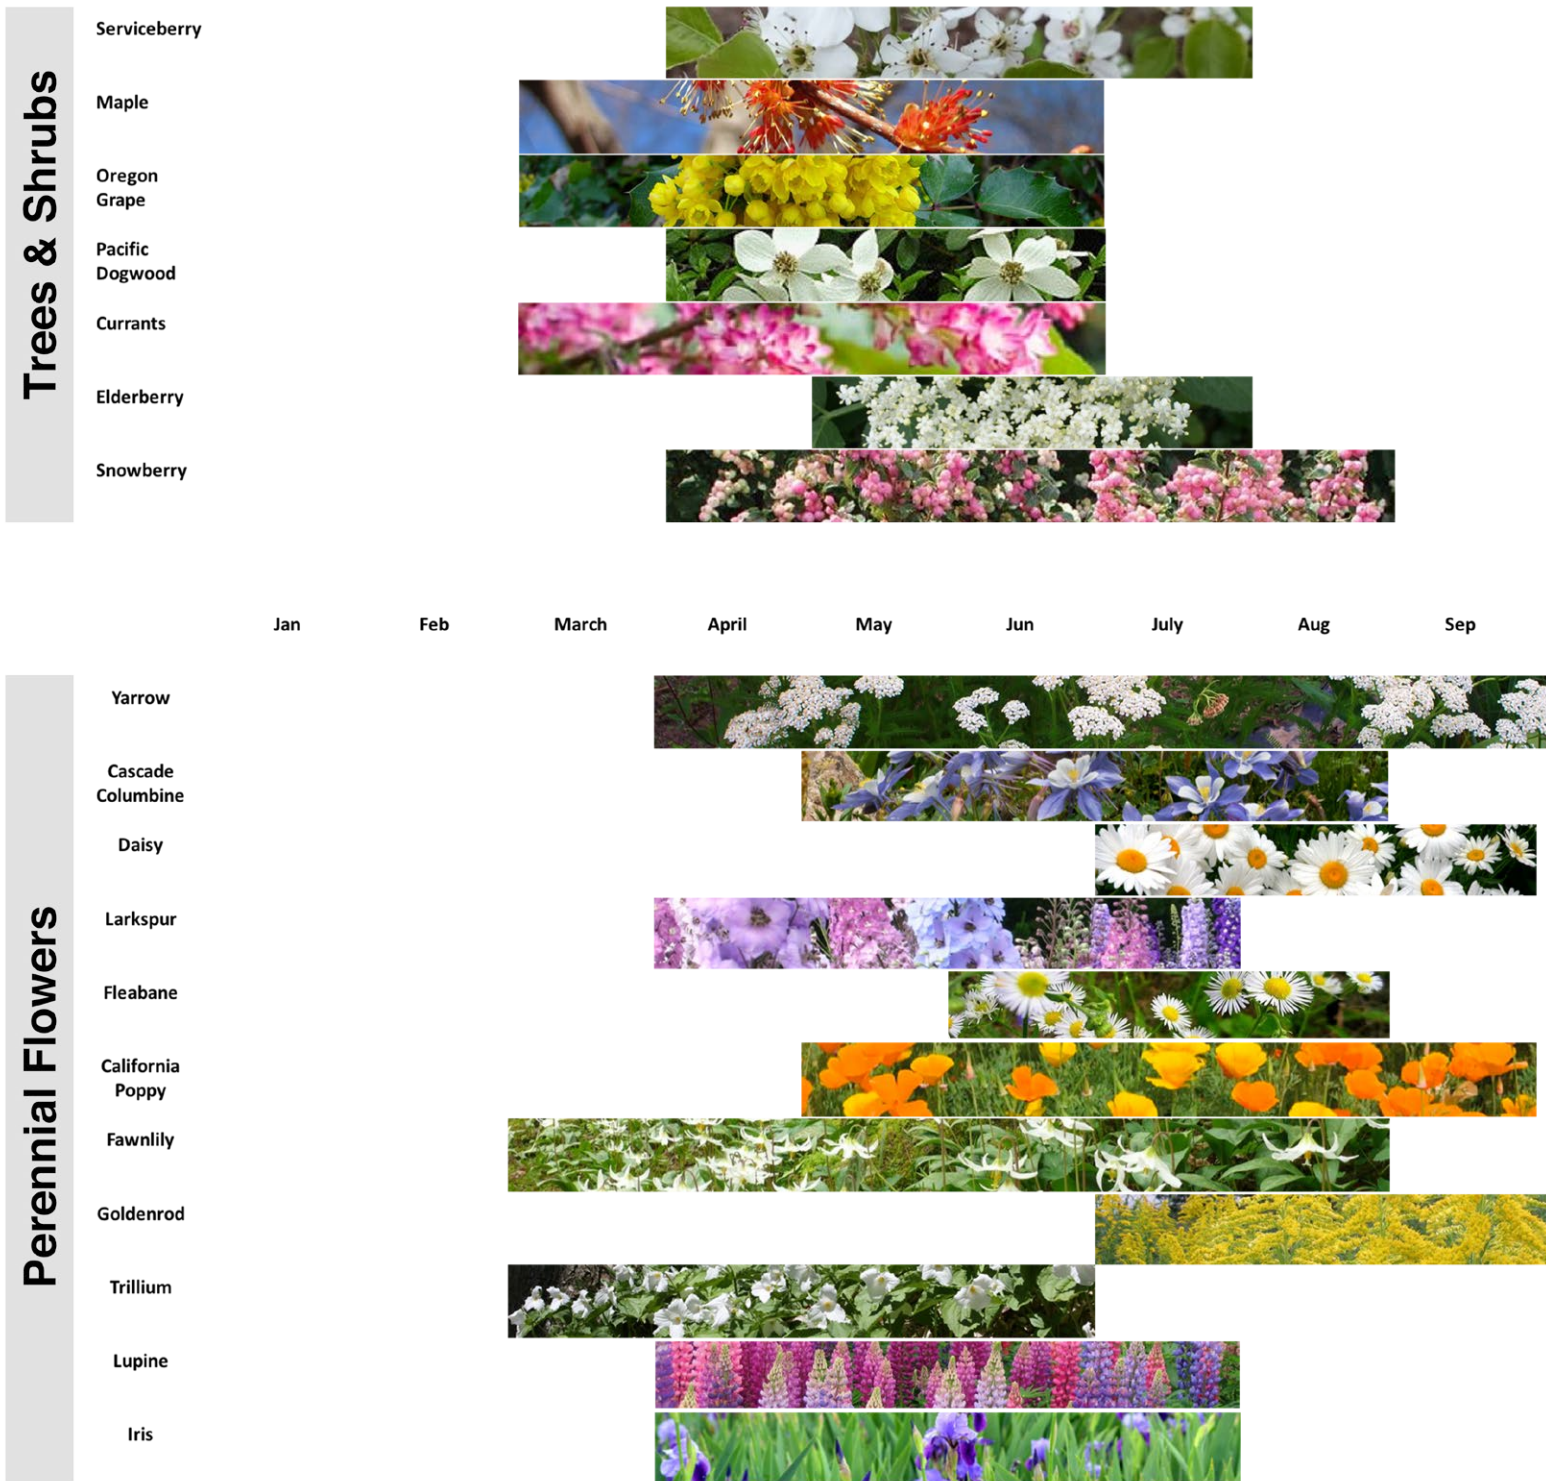 Trees & Shrubs
Serviceberry
Maple
Oregon
Grape
Pacific
Dogwood
Currants
Elderberry
Snowberry
Jan Feb March April May Jun July Aug Sep
Perennial Flowers
Yarrow
Cascade
Columbine
Daisy
Larkspur
Fleabane
California
Poppy
Fawnlily
Goldenrod
Trillium
Lupine
Iris